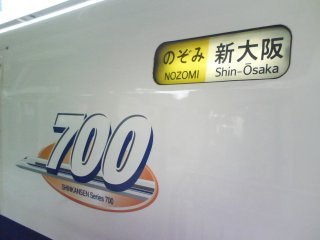 のぞみ 新大阪
NOZOMI Shin-Ōsaka
700
SHINKANSEN Series 700